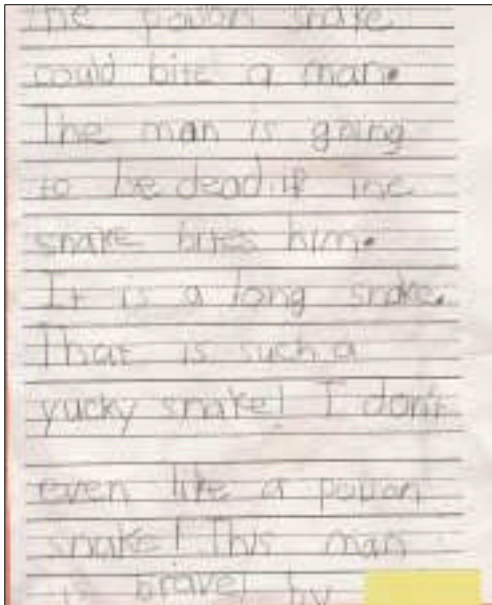 the poison snake
could bite a man.
The man is going
to be dead if the
snake bites him.
It is a long snake.
That is such a
yucky snake! I don't
even like a poison
snake! This man
is brave! by